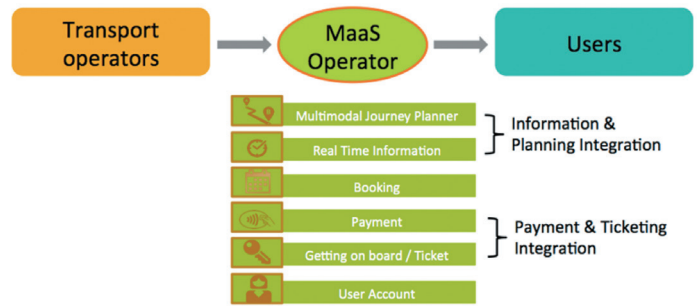 Transport
operators
MaaS
Operator
Users
Multimodal Journey Planner
Real Time Information
Booking
Payment
Getting on board / Ticket
User Account
Information &
Planning Integration
Payment & Ticketing
Integration